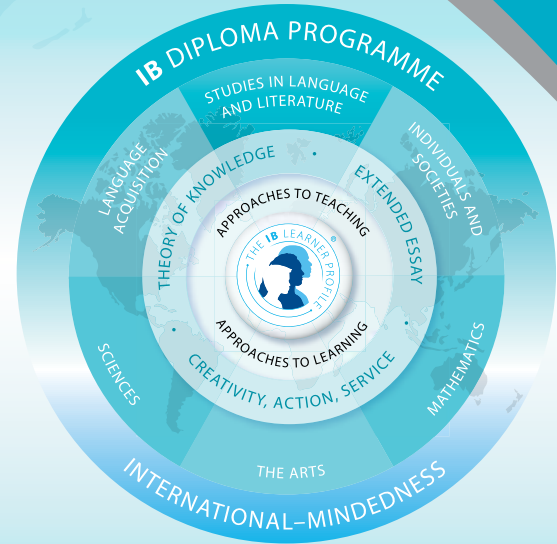 IB DIPLOMA PROGRAMME
STUDIES IN LANGUAGE
AND LITERATURE
LANGUAGE
ACQUISITION
INDIVIDUALS AND
SOCIETIES
THEORY OF KNOWLEDGE
EXTENDED ESSAY
APPROACHES TO TEACHING
THE IB LEARNER PROFILE
®
APPROACHES TO LEARNING
CREATIVITY, ACTION, SERVICE
SCIENCES
MATHEMATICS
THE ARTS
INTERNATIONAL–MINDEDNESS